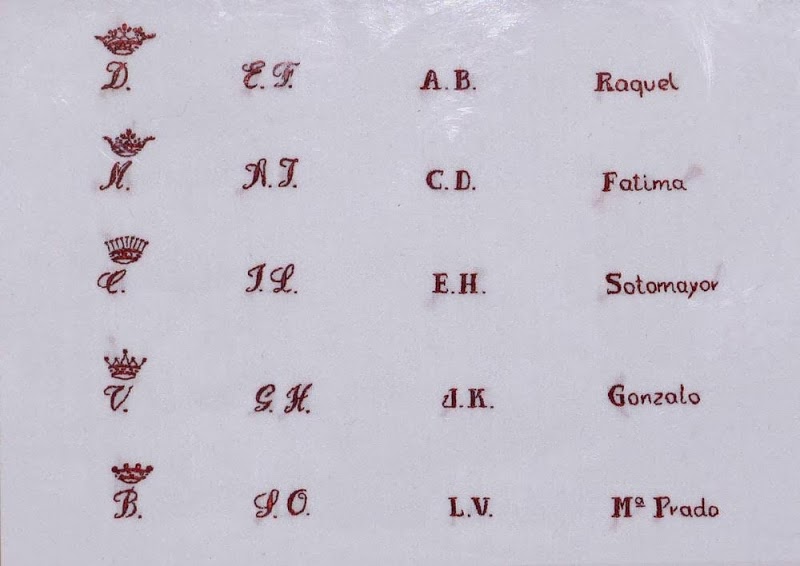 D. E.F. A.B. Raquel
M. A.T. C.D. Fatima
C. I.L. E.H. Sotomayor
V. G.H. J.K. Gonzalo
B. S.O. L.V. Mª Prado